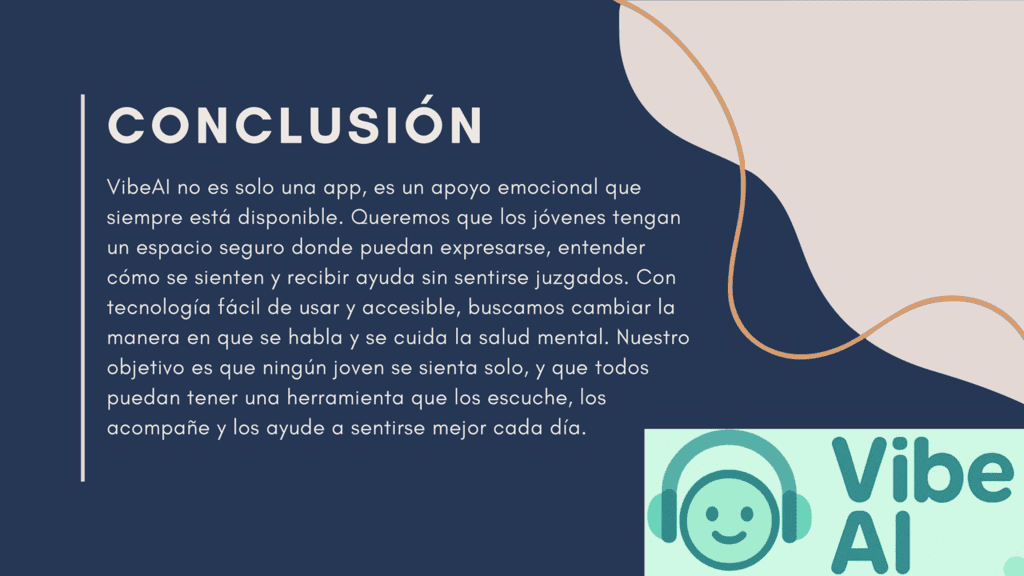 CONCLUSIÓN
VibeAI no es solo una app, es un apoyo emocional que
siempre está disponible. Queremos que los jóvenes tengan
un espacio seguro donde puedan expresarse, entender
cómo se sienten y recibir ayuda sin sentirse juzgados. Con
tecnología fácil de usar y accesible, buscamos cambiar la
manera en que se habla y se cuida la salud mental. Nuestro
objetivo es que ningún joven se sienta solo, y que todos
puedan tener una herramienta que los escuche, los
acompañe y los ayude a sentirse mejor cada día.
Vibe
AI